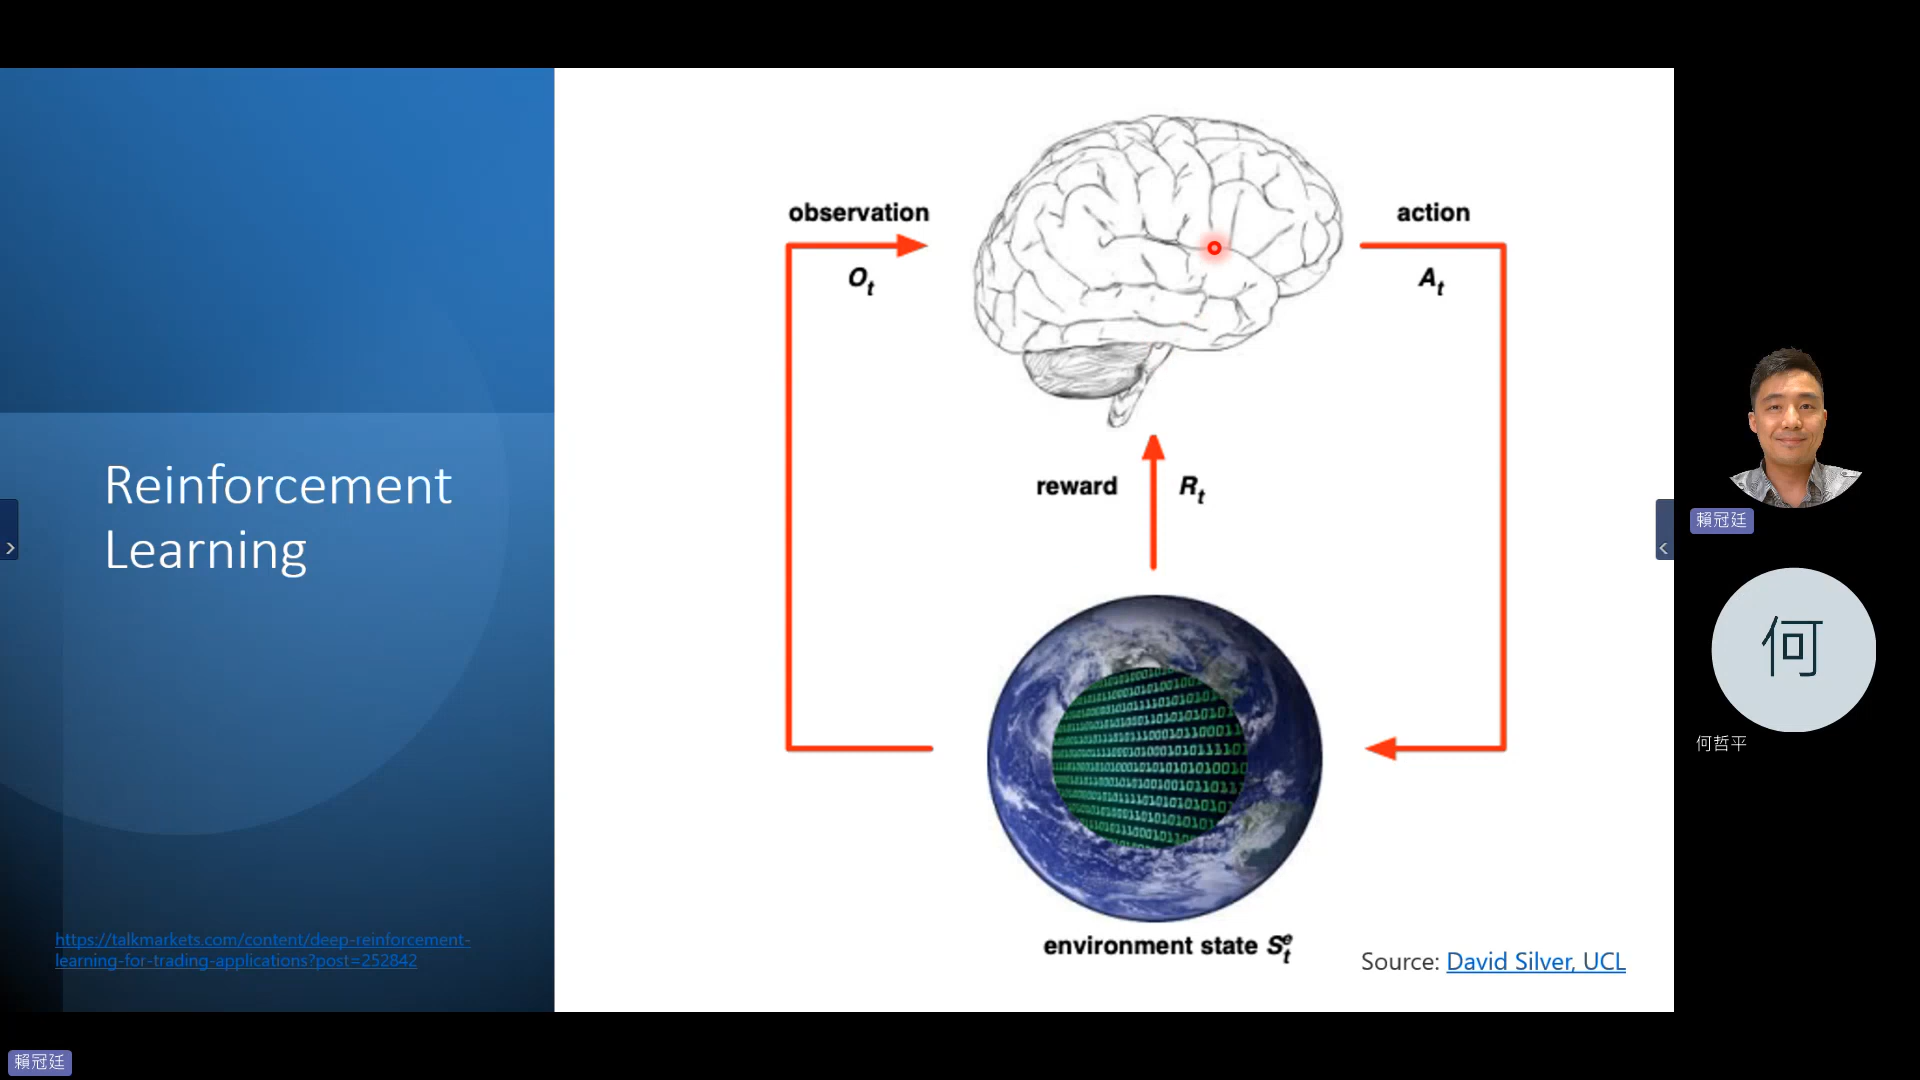 Reinforcement
Learning
https://talkmarkets.com/content/deep-reinforcement-
learning-for-trading-applications?post=252842
observation
Ot
action
At
reward
Rt
environment state Set
Source: David Silver, UCL
賴冠廷
何
何哲平
賴冠廷